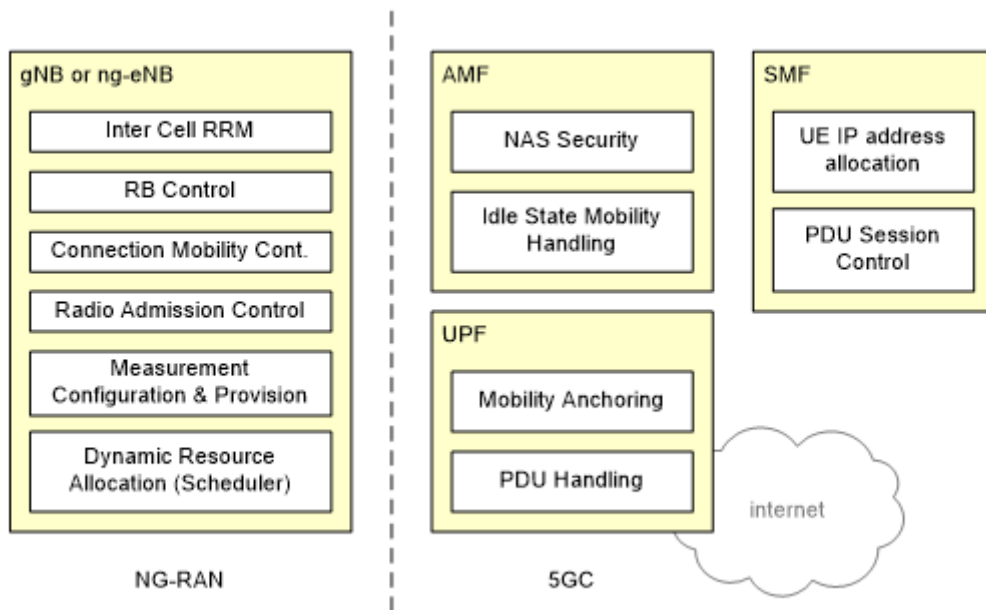 gNB or ng-eNB
Inter Cell RRM
RB Control
Connection Mobility Cont.
Radio Admission Control
Measurement
Configuration & Provision
Dynamic Resource
Allocation (Scheduler)
NG-RAN
AMF
NAS Security
Idle State Mobility
Handling
SMF
UE IP address
allocation
PDU Session
Control
UPF
Mobility Anchoring
PDU Handling
internet
5GC